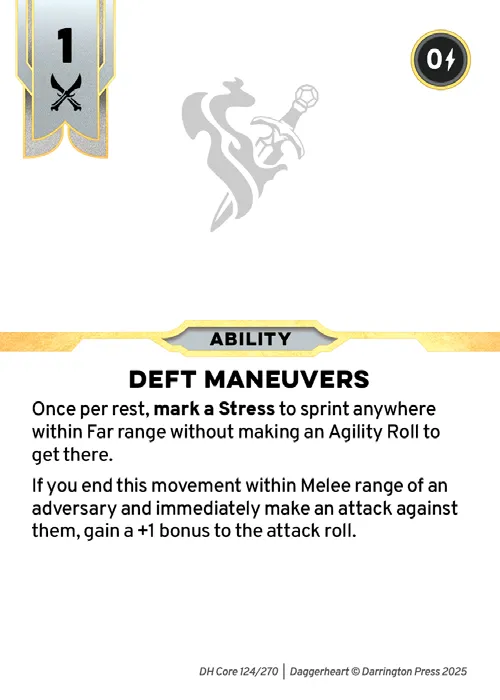 1
0
ABILITY
DEFT MANEUVERS
Once per rest, mark a Stress to sprint anywhere
within Far range without making an Agility Roll to
get there.
If you end this movement within Melee range of an
adversary and immediately make an attack against
them, gain a +1 bonus to the attack roll.
DH Core 124/270 | Daggerheart © Darrington Press 2025